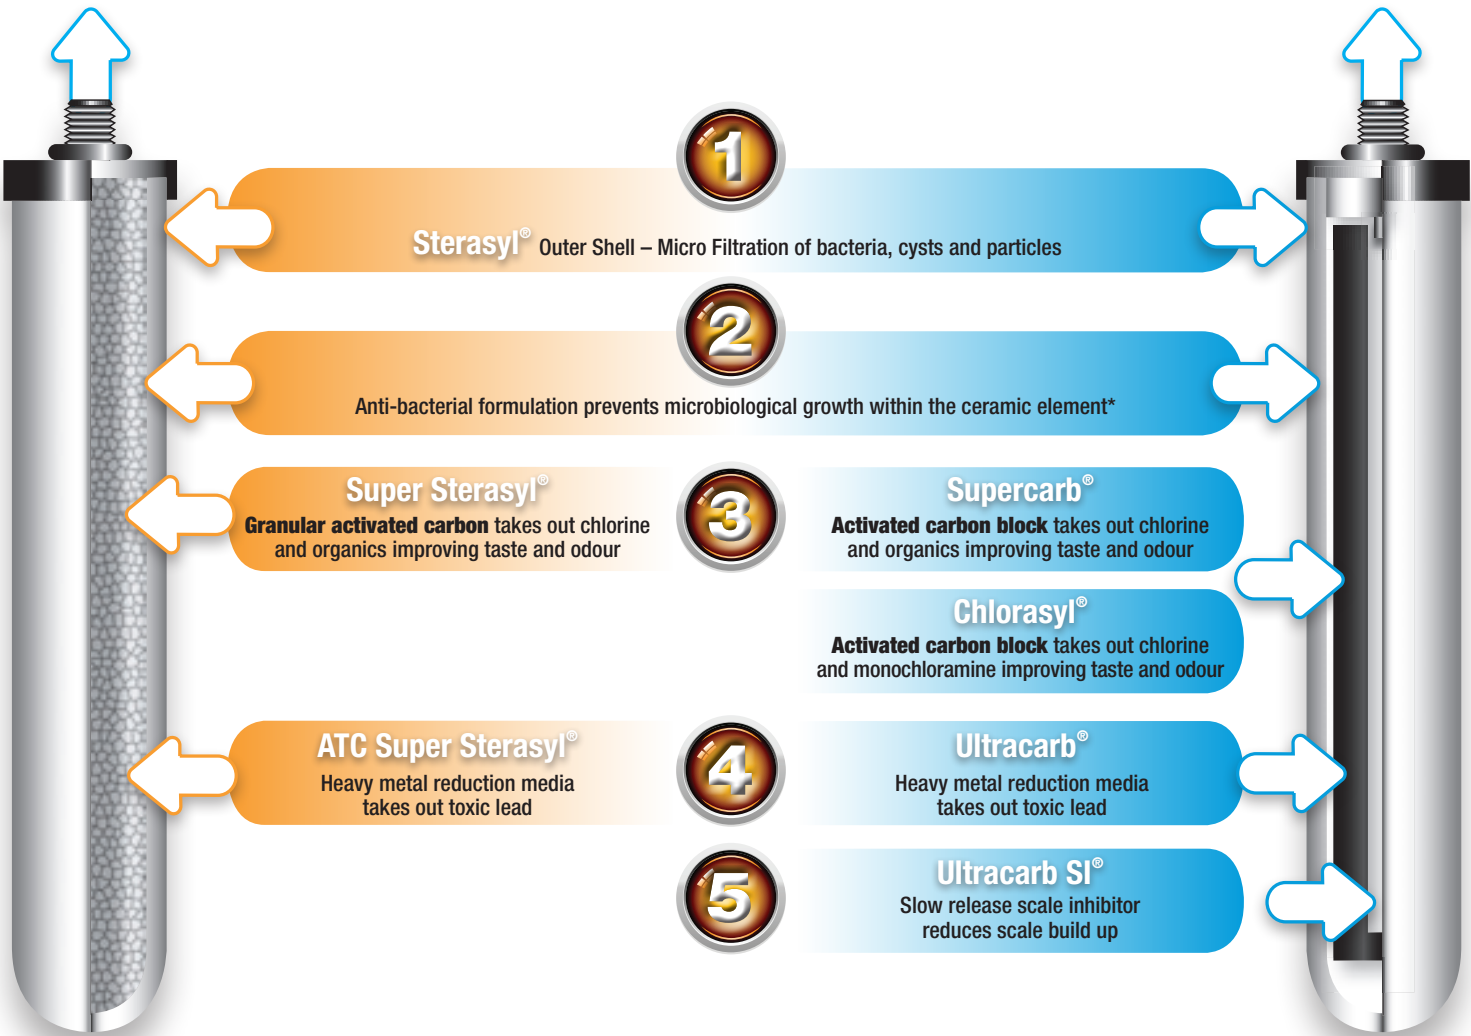 1
Sterasyl® Outer Shell – Micro Filtration of bacteria, cysts and particles
2
Anti-bacterial formulation prevents microbiological growth within the ceramic element*
3
Super Sterasyl®
Granular activated carbon takes out chlorine
and organics improving taste and odour
Supercarb®
Activated carbon block takes out chlorine
and organics improving taste and odour
Chlorasyl®
Activated carbon block takes out chlorine
and monochloramine improving taste and odour
4
ATC Super Sterasyl®
Heavy metal reduction media
takes out toxic lead
Ultracarb®
Heavy metal reduction media
takes out toxic lead
5
Ultracarb SI®
Slow release scale inhibitor
reduces scale build up